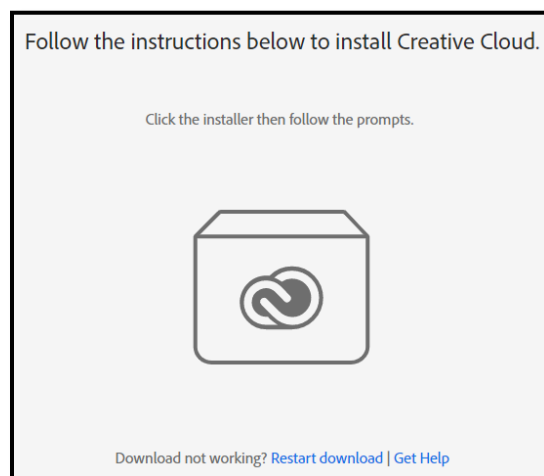 Follow the instructions below to install Creative Cloud.
Click the installer then follow the prompts.
Download not working? Restart download | Get Help